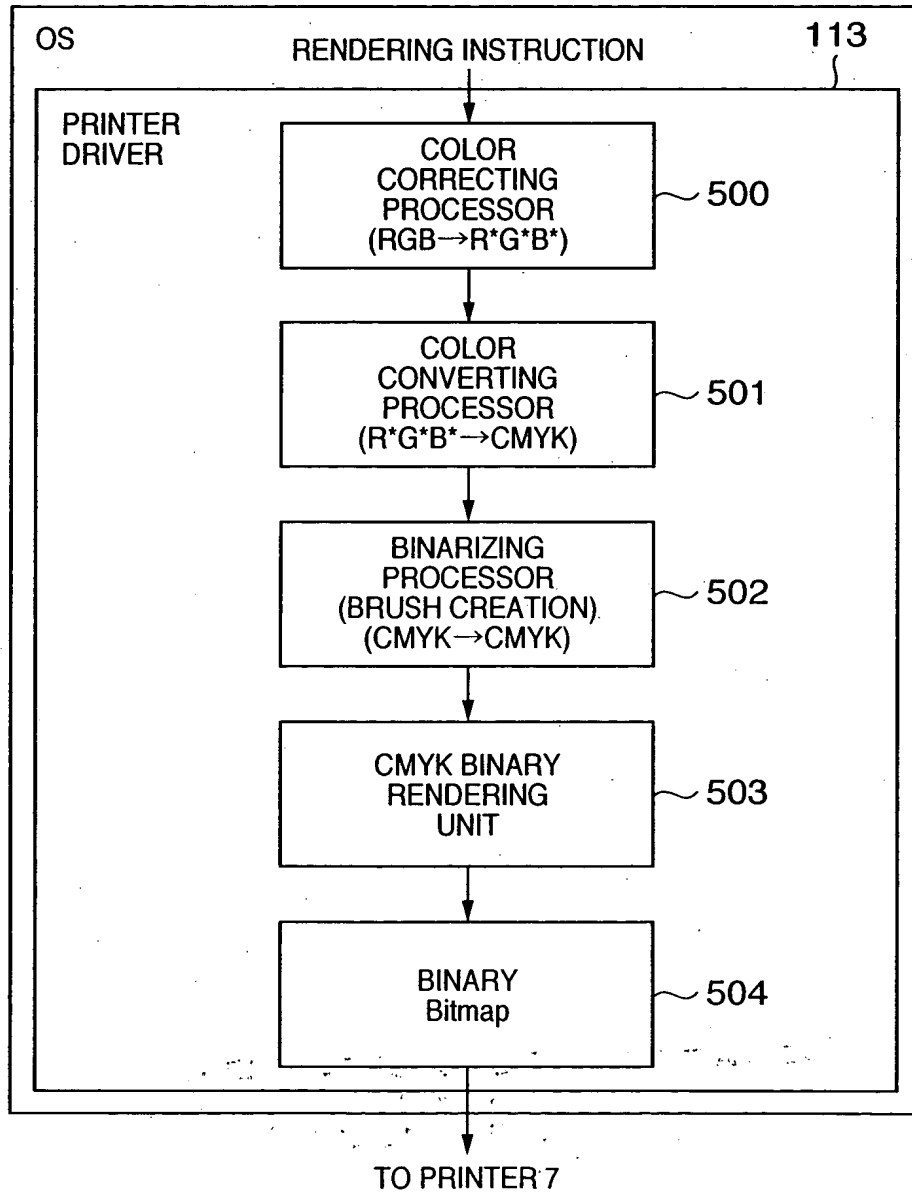 OS
RENDERING INSTRUCTION
113
PRINTER
DRIVER
COLOR
CORRECTING
PROCESSOR
(RGB→R*G*B*)
500
COLOR
CONVERTING
PROCESSOR
(R*G*B*→CMYK)
501
BINARIZING
PROCESSOR
(BRUSH CREATION)
(CMYK→CMYK)
502
CMYK BINARY
RENDERING
UNIT
503
BINARY
Bitmap
504
TO PRINTER 7